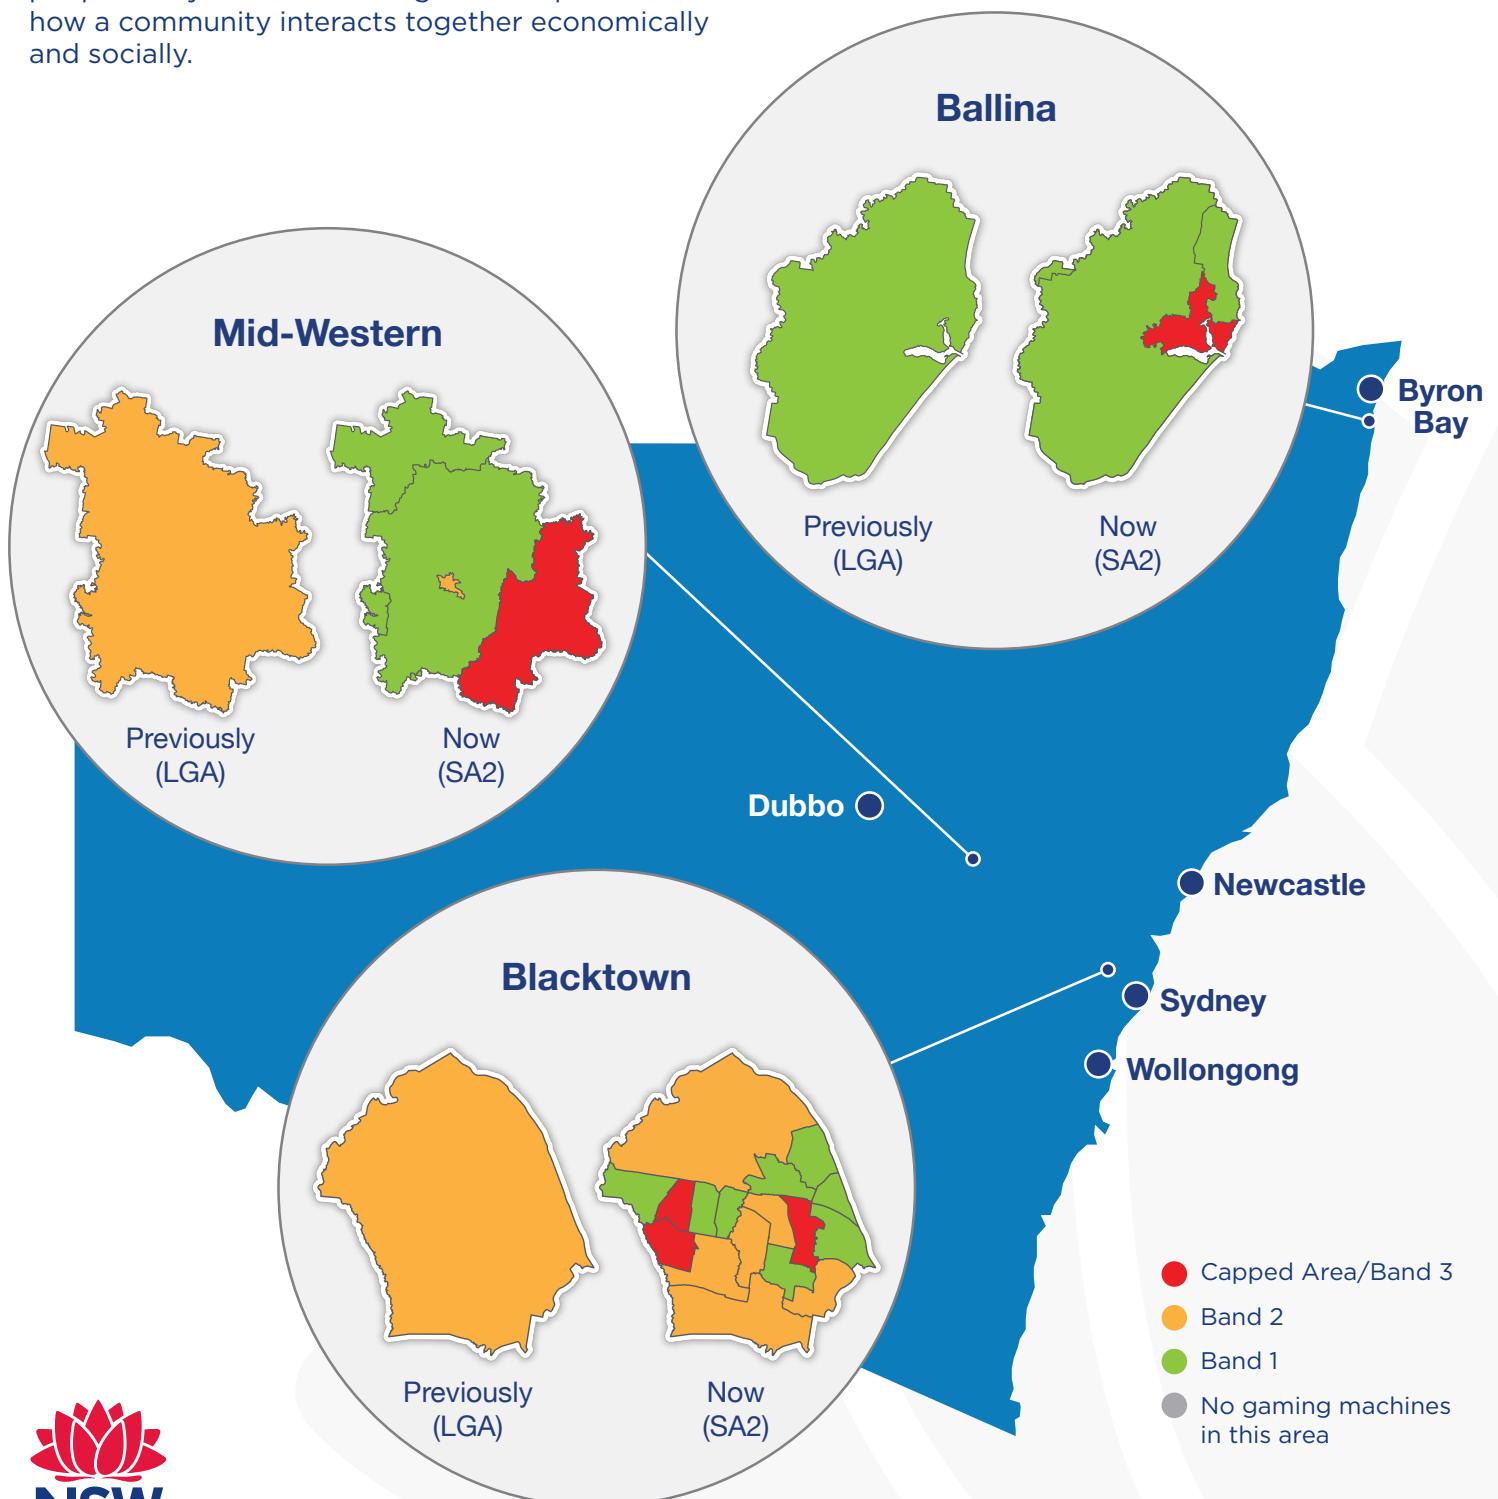 how a community interacts together economically
and socially.
Ballina
Previously
(LGA)
Now
(SA2)
Mid-Western
Previously
(LGA)
Now
(SA2)
Byron
Bay
Dubbo
Newcastle
Sydney
Wollongong
Blacktown
Previously
(LGA)
Now
(SA2)
Capped Area/Band 3
Band 2
Band 1
No gaming machines
in this area
NSW